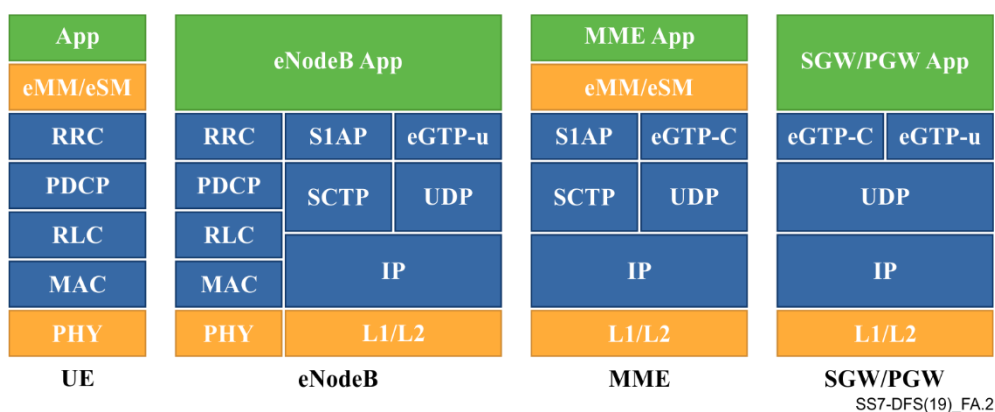 App
eMM/eSM
RRC
PDCP
RLC
MAC
PHY
UE
eNodeB App
RRC
S1AP
eGTP-u
PDCP
SCTP
UDP
RLC
IP
MAC
PHY
L1/L2
eNodeB
MME App
eMM/eSM
S1AP
eGTP-C
SCTP
UDP
IP
L1/L2
MME
SGW/PGW App
eGTP-C
eGTP-u
UDP
IP
L1/L2
SGW/PGW
SS7-DFS(19)_FA.2